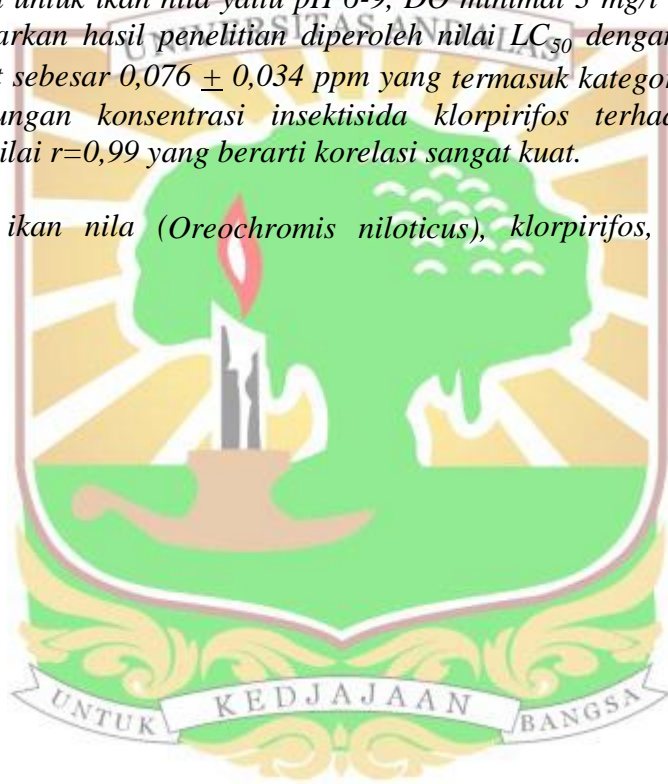 untuk ikan nila yaitu pH 6-9, DO minimal 3 mg/l
arkan hasil penelitian diperoleh nilai LC50 dengan
t sebesar 0,076 ± 0,034 ppm yang termasuk kategor
ungan konsentrasi insektisida klorpirifos terhad
ilai r=0,99 yang berarti korelasi sangat kuat.
ikan nila (Oreochromis niloticus), klorpirifos,
UNIVERSITAS ANDALAS
UNTUK KEDJAJAAN BANGSA